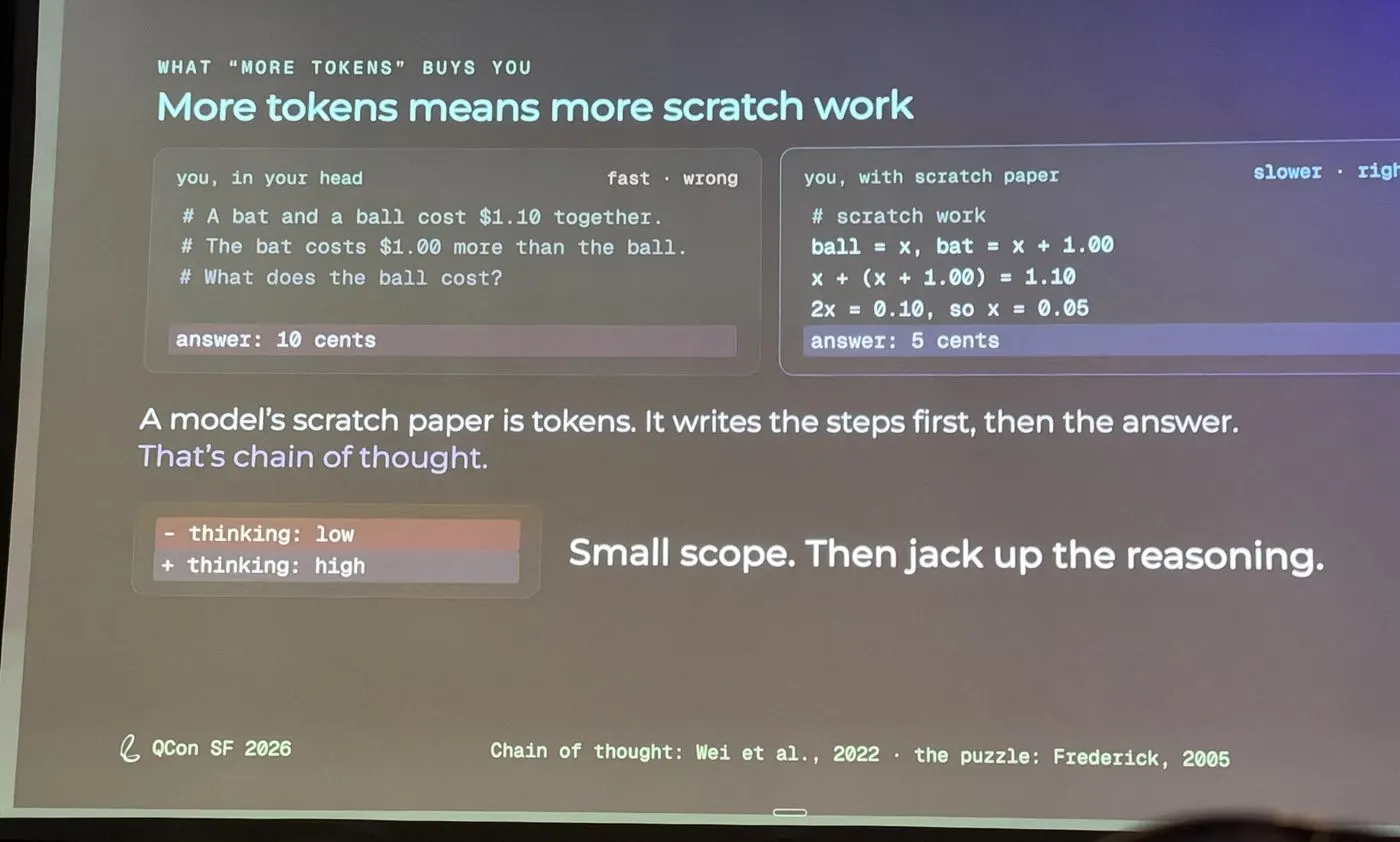 WHAT “MORE TOKENS” BUYS YOU
More tokens means more scratch work
you, in your head
fast · wrong
# A bat and a ball cost $1.10 together.
# The bat costs $1.00 more than the ball.
# What does the ball cost?
answer: 10 cents
you, with scratch paper
slower ·
# scratch work
ball = x, bat = x + 1.00
x + (x + 1.00) = 1.10
2x = 0.10, so x = 0.05
answer: 5 cents
A model’s scratch paper is tokens. It writes the steps first, then the answer.
That’s chain of thought.
- thinking: low
+ thinking: high
Small scope. Then jack up the reasoning.
QCon SF 2026
Chain of thought: Wei et al., 2022 · the puzzle: Frederick, 2005